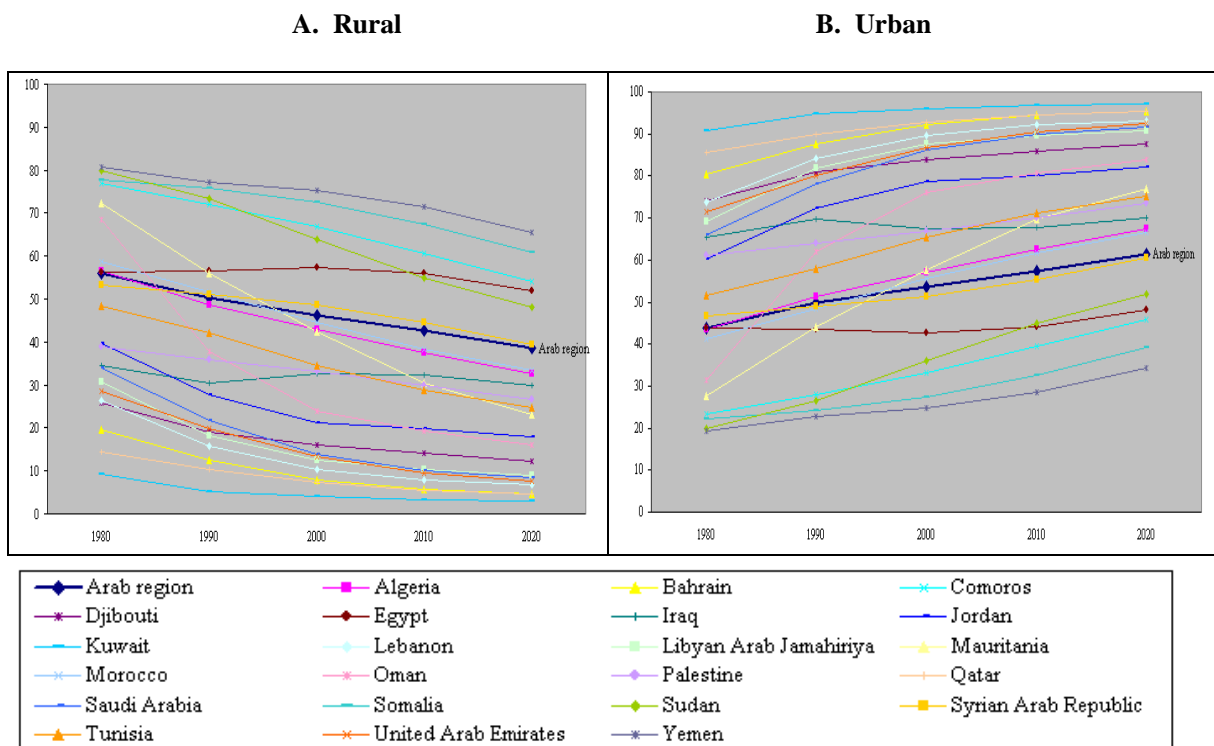 A. Rural
B. Urban
100
90
80
70
60
50
40
30
20
10
0
Arab region
1980 1990 2000 2010 2020
100
90
80
70
60
50
40
30
20
10
0
Arab region
1980 1990 2000 2010 2020
Arab region Algeria Bahrain Comoros
Djibouti Egypt Iraq Jordan
Kuwait Lebanon Libyan Arab Jamahiriya Mauritania
Morocco Oman Palestine Qatar
Saudi Arabia Somalia Sudan Syrian Arab Republic
Tunisia United Arab Emirates Yemen